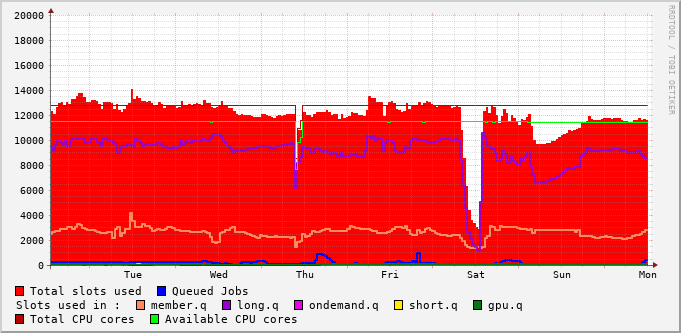 20000
18000
16000
14000
12000
10000
8000
6000
4000
2000
0
Tue Wed Thu Fri Sat Sun Mon
RRDTOOL / TOBI OETIKER
Total slots used Queued Jobs
Slots used in : member.q long.q ondemand.q short.q gpu.q
Total CPU cores Available CPU cores